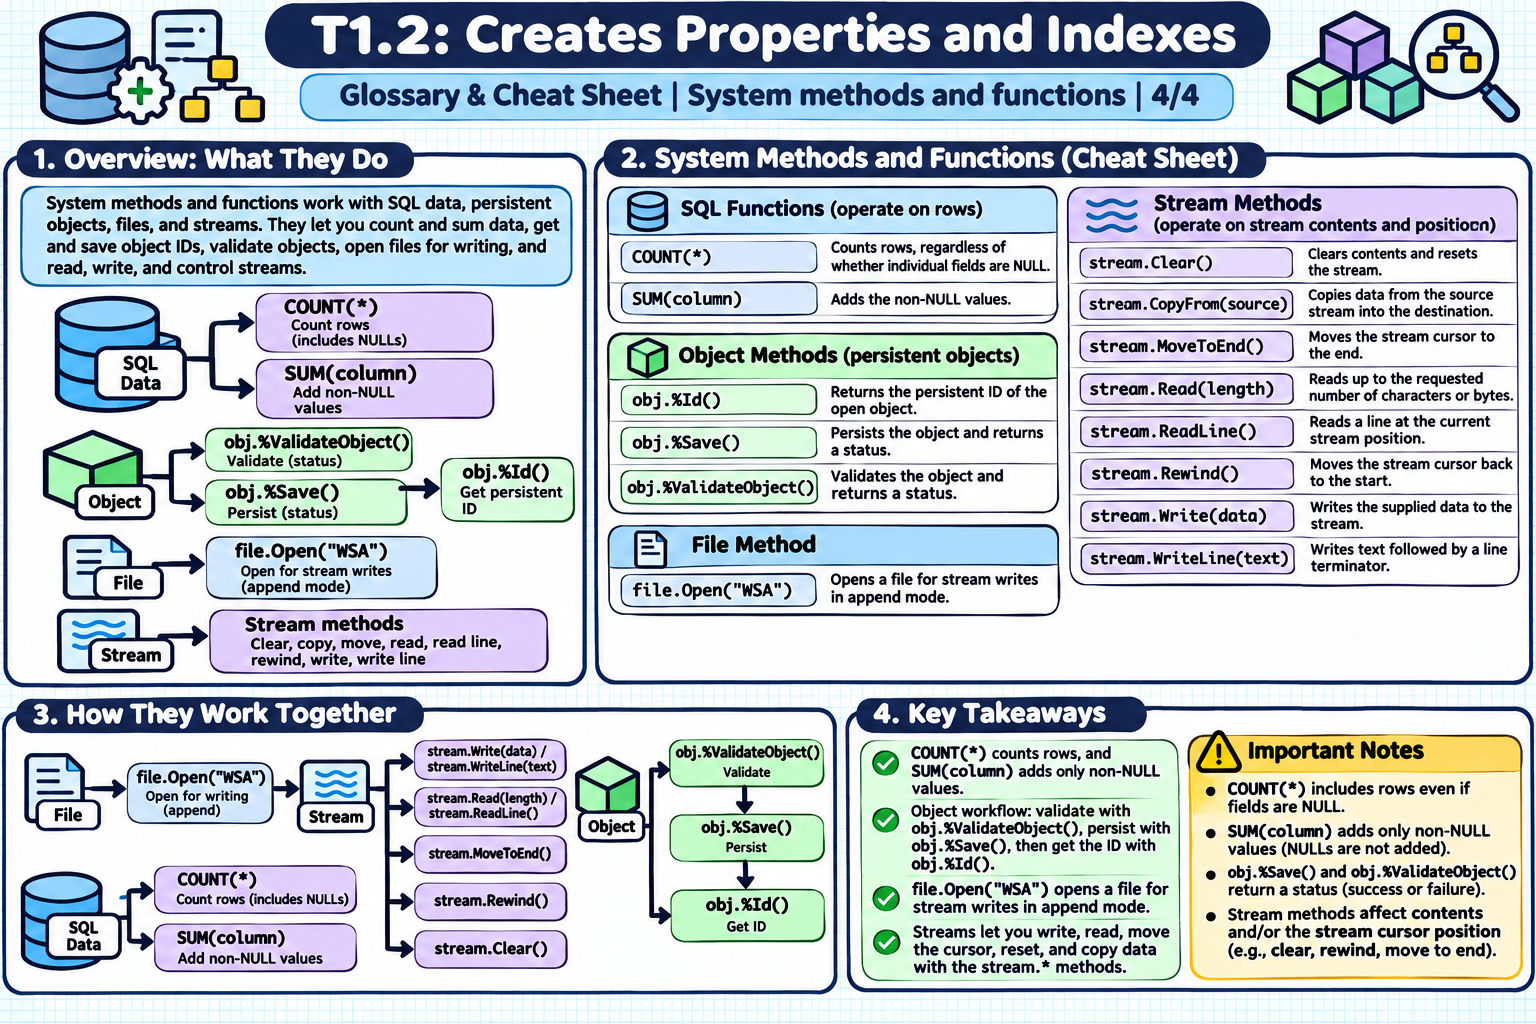 T1.2: Creates Properties and Indexes
Glossary & Cheat Sheet | System methods and functions | 4/4
1. Overview: What They Do
System methods and functions work with SQL data, persistent
objects, files, and streams. They let you count and sum data, get
and save object IDs, validate objects, open files for writing, and
read, write, and control streams.
SQL
Data
COUNT(*)
Count rows
(includes NULLs)
SUM(column)
Add non-NULL
values
Object
obj.%ValidateObject()
Validate (status)
obj.%Save()
Persist (status)
obj.%Id()
Get persistent
ID
File
file.Open("WSA")
Open for stream writes
(append mode)
Stream
Stream methods
Clear, copy, move, read, read line,
rewind, write, write line
2. System Methods and Functions (Cheat Sheet)
SQL Functions (operate on rows)
COUNT(*)
Counts rows, regardless of
whether individual fields are NULL.
SUM(column)
Adds the non-NULL values.
Object Methods (persistent objects)
obj.%Id()
Returns the persistent ID of the
open object.
obj.%Save()
Persists the object and returns
a status.
obj.%ValidateObject()
Validates the object and
returns a status.
File Method
file.Open("WSA")
Opens a file for stream writes
in append mode.
Stream Methods
(operate on stream contents and position)
stream.Clear()
Clears contents and resets
the stream.
stream.CopyFrom(source)
Copies data from the source
stream into the destination.
stream.MoveToEnd()
Moves the stream cursor to
the end.
stream.Read(length)
Reads up to the requested
number of characters or bytes.
stream.ReadLine()
Reads a line at the current
stream position.
stream.Rewind()
Moves the stream cursor back
to the start.
stream.Write(data)
Writes the supplied data to the
stream.
stream.WriteLine(text)
Writes text followed by a line
terminator.
3. How They Work Together
File
file.Open("WSA")
Open for writing
(append)
Stream
stream.Write(data) /
stream.WriteLine(text)
stream.Read(length) /
stream.ReadLine()
stream.MoveToEnd()
stream.Rewind()
stream.Clear()
SQL
Data
COUNT(*)
Count rows (includes NULLs)
SUM(column)
Add non-NULL values
Object
obj.%ValidateObject()
Validate
obj.%Save()
Persist
obj.%Id()
Get ID
4. Key Takeaways
COUNT(*) counts rows, and
SUM(column) adds only non-NULL
values.
Object workflow: validate with
obj.%ValidateObject(), persist with
obj.%Save(), then get the ID with
obj.%Id().
file.Open("WSA") opens a file for
stream writes in append mode.
Streams let you write, read, move
the cursor, reset, and copy data
with the stream.* methods.
Important Notes
• COUNT(*) includes rows even if
fields are NULL.
• SUM(column) adds only non-NULL
values (NULLs are not added).
• obj.%Save() and obj.%ValidateObject()
return a status (success or failure).
• Stream methods affect contents
and/or the stream cursor position
(e.g., clear, rewind, move to end).